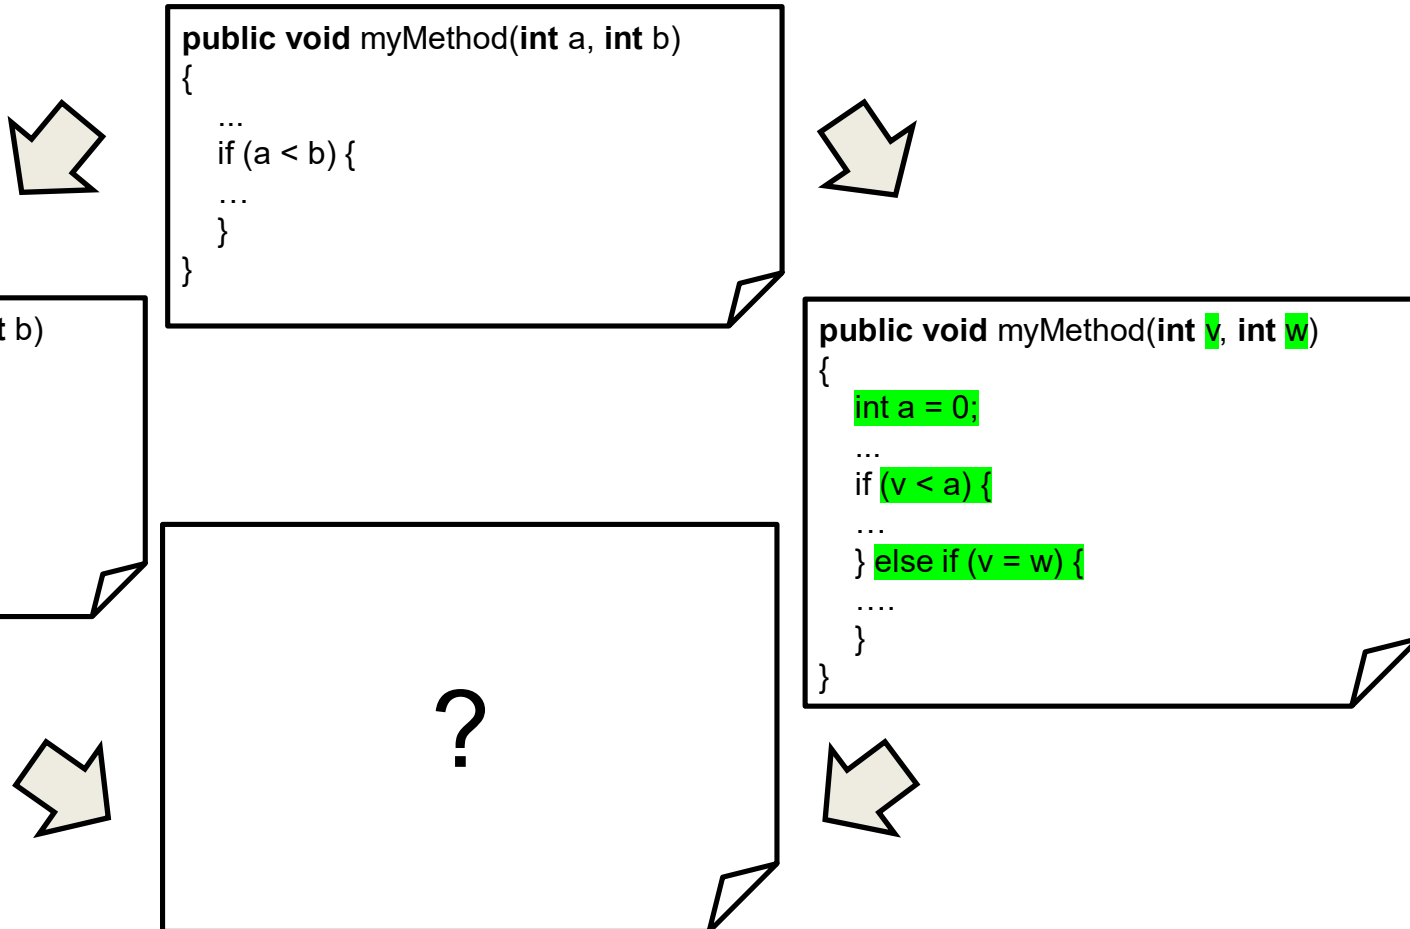 public void myMethod(int a, int b)
{
...
if (a < b) {
…
}
}
t b)
public void myMethod(int v, int w)
{
int a = 0;
...
if (v < a) {
…
} else if (v = w) {
….
}
}
?